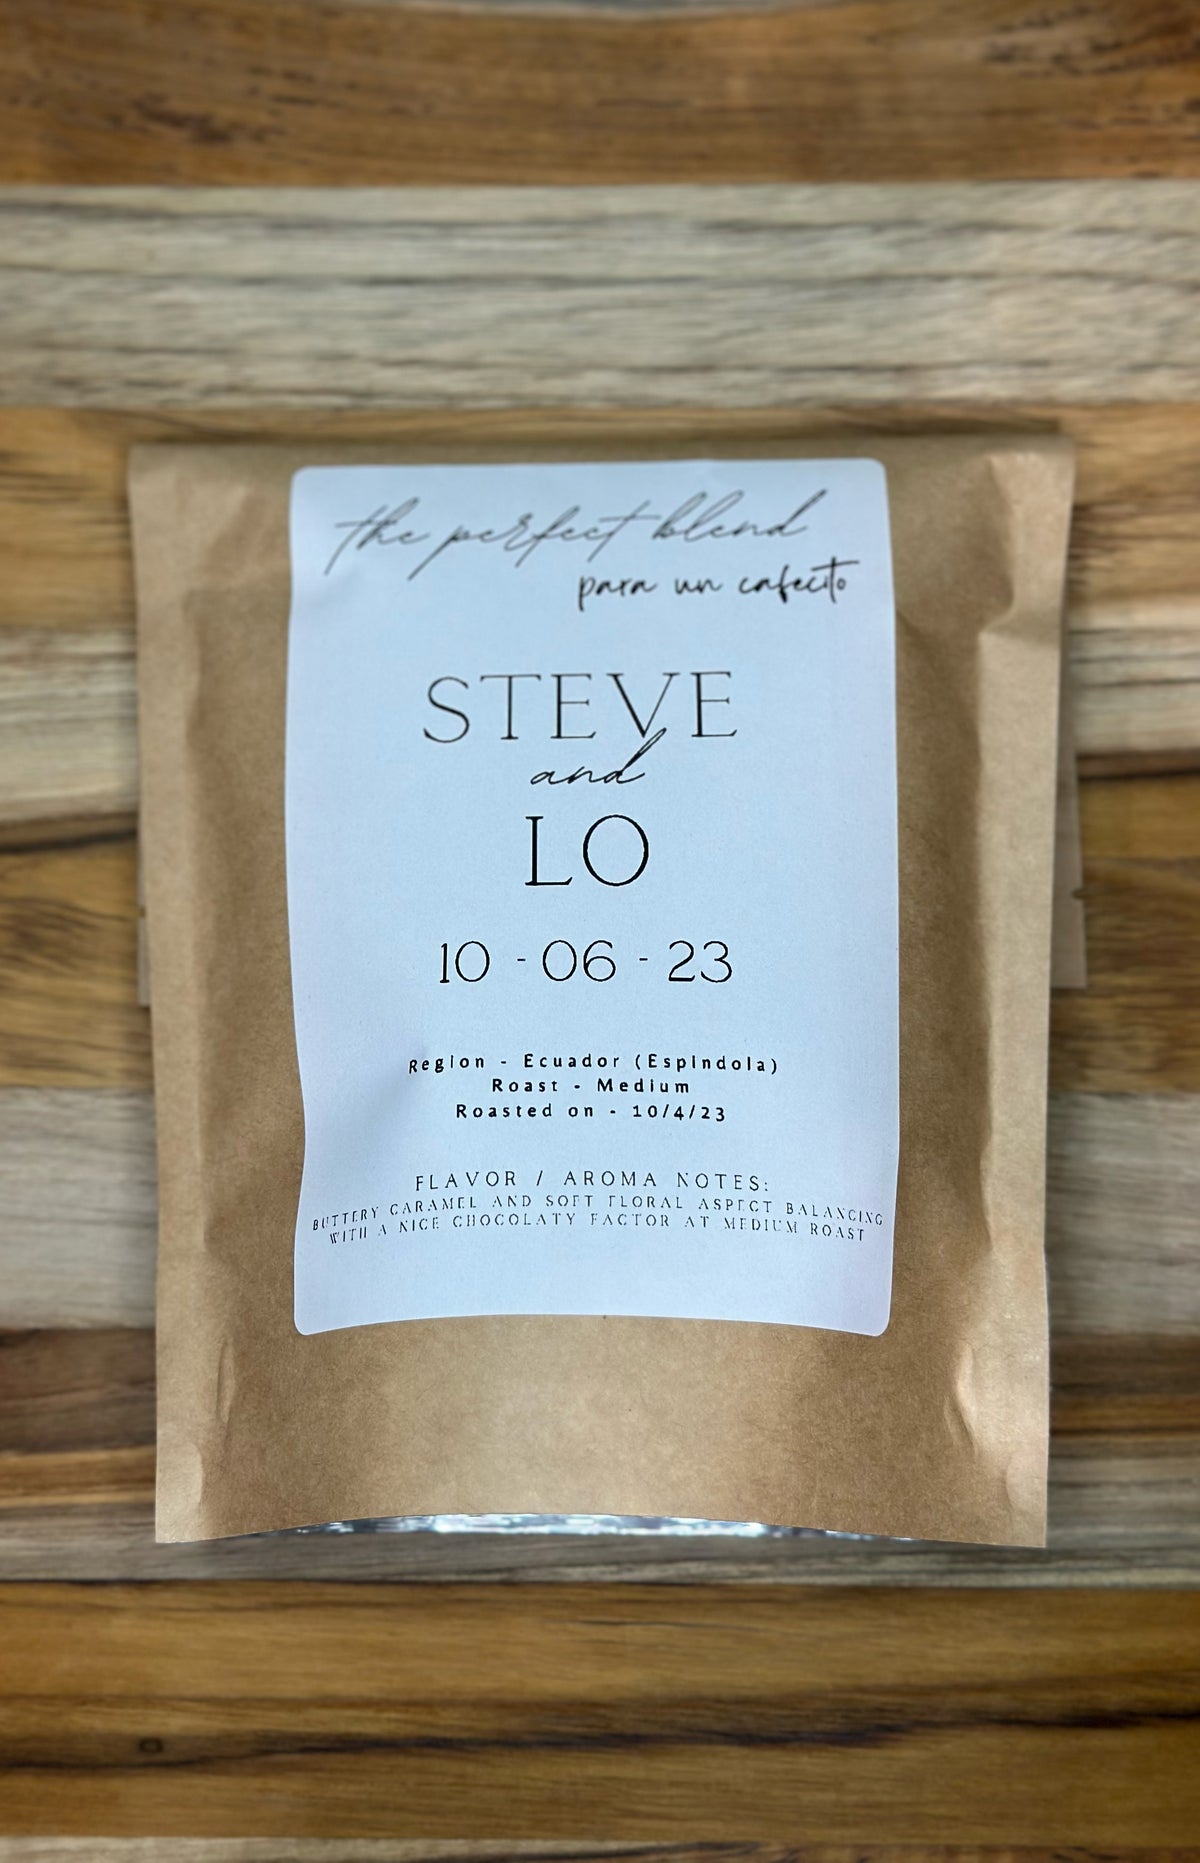 the perfect blend
para un cafecito
STEVE
and
LO
10 - 06 - 23
Region - Ecuador (Espindola)
Roast - Medium
Roasted on - 10/4/23
FLAVOR / AROMA NOTES:
BUTTERY CARAMEL AND SOFT FLORAL ASPECT BALANCING
WITH A NICE CHOCOLATY FACTOR AT MEDIUM ROAST